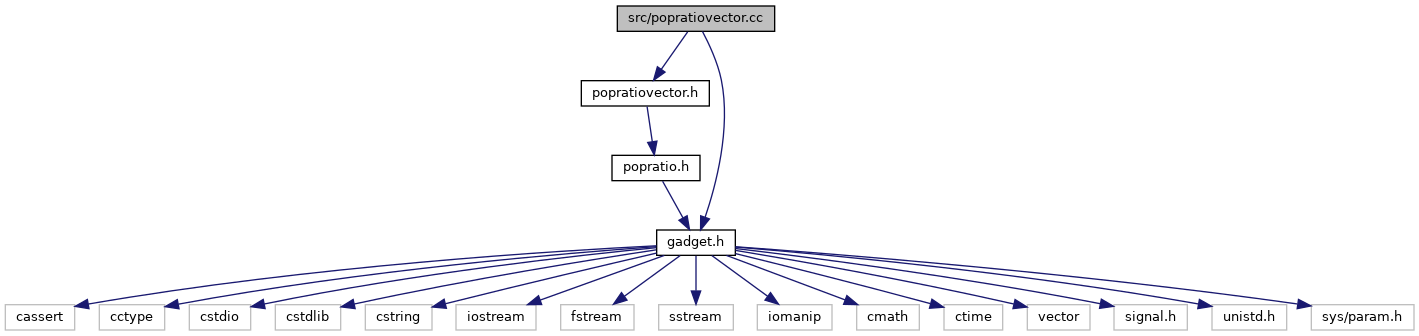 src/popratiovector.cc
popratiovector.h
popratio.h
gadget.h
cassert
cctype
cstdio
cstdlib
cstring
iostream
fstream
sstream
iomanip
cmath
ctime
vector
signal.h
unistd.h
sys/param.h